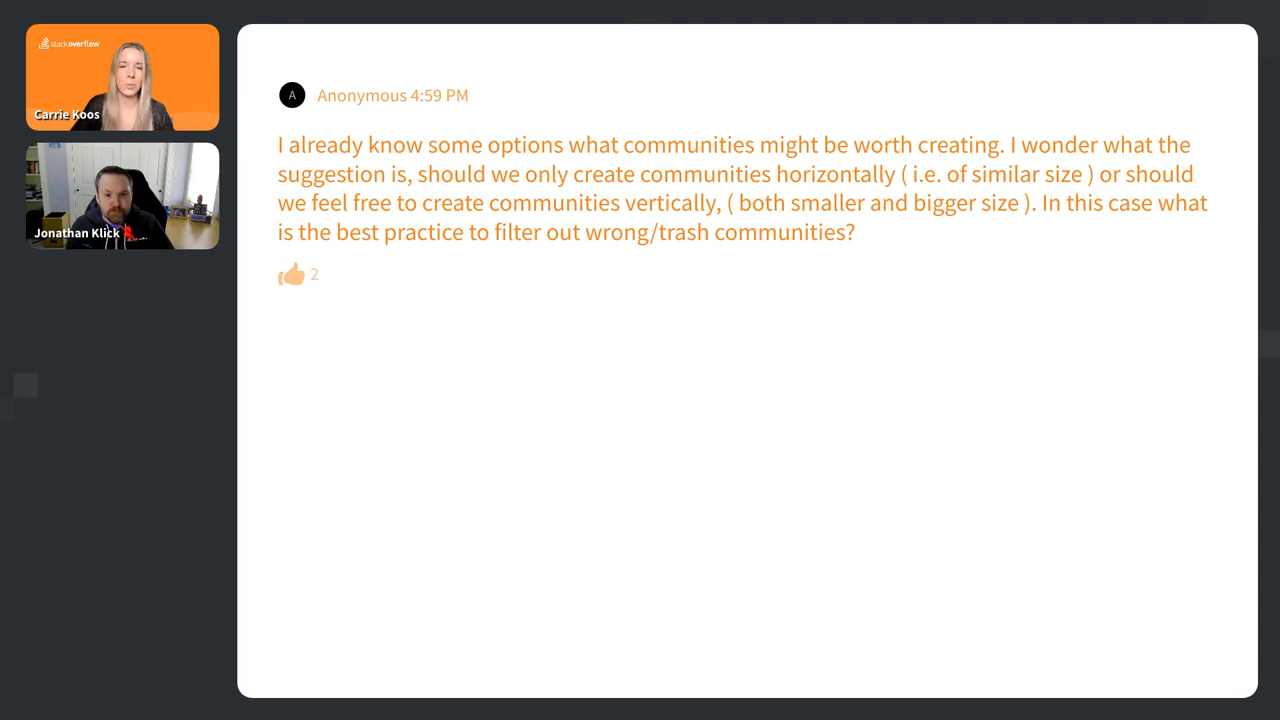 stackoverflow
Carrie Koos
Jonathan Klick
A
Anonymous 4:59 PM
I already know some options what communities might be worth creating. I wonder what the
suggestion is, should we only create communities horizontally ( i.e. of similar size ) or should
we feel free to create communities vertically, ( both smaller and bigger size ). In this case what
is the best practice to filter out wrong/trash communities?
2